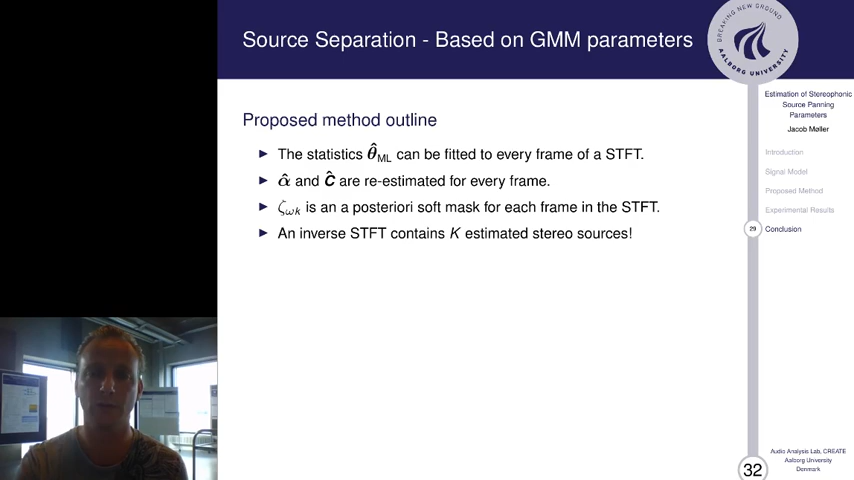 Source Separation - Based on GMM parameters
BREAKING NEW GROUND
AALBORG UNIVERSITY
Proposed method outline
► The statistics θ̂ML can be fitted to every frame of a STFT.
► α̂ and Ĉ are re-estimated for every frame.
► ζωk is an a posteriori soft mask for each frame in the STFT.
► An inverse STFT contains K estimated stereo sources!
Estimation of Stereophonic
Source Panning
Parameters
Jacob Møller
Introduction
Signal Model
Proposed Method
Experimental Results
29 Conclusion
Audio Analysis Lab, CREATE
Aalborg University
Denmark
32